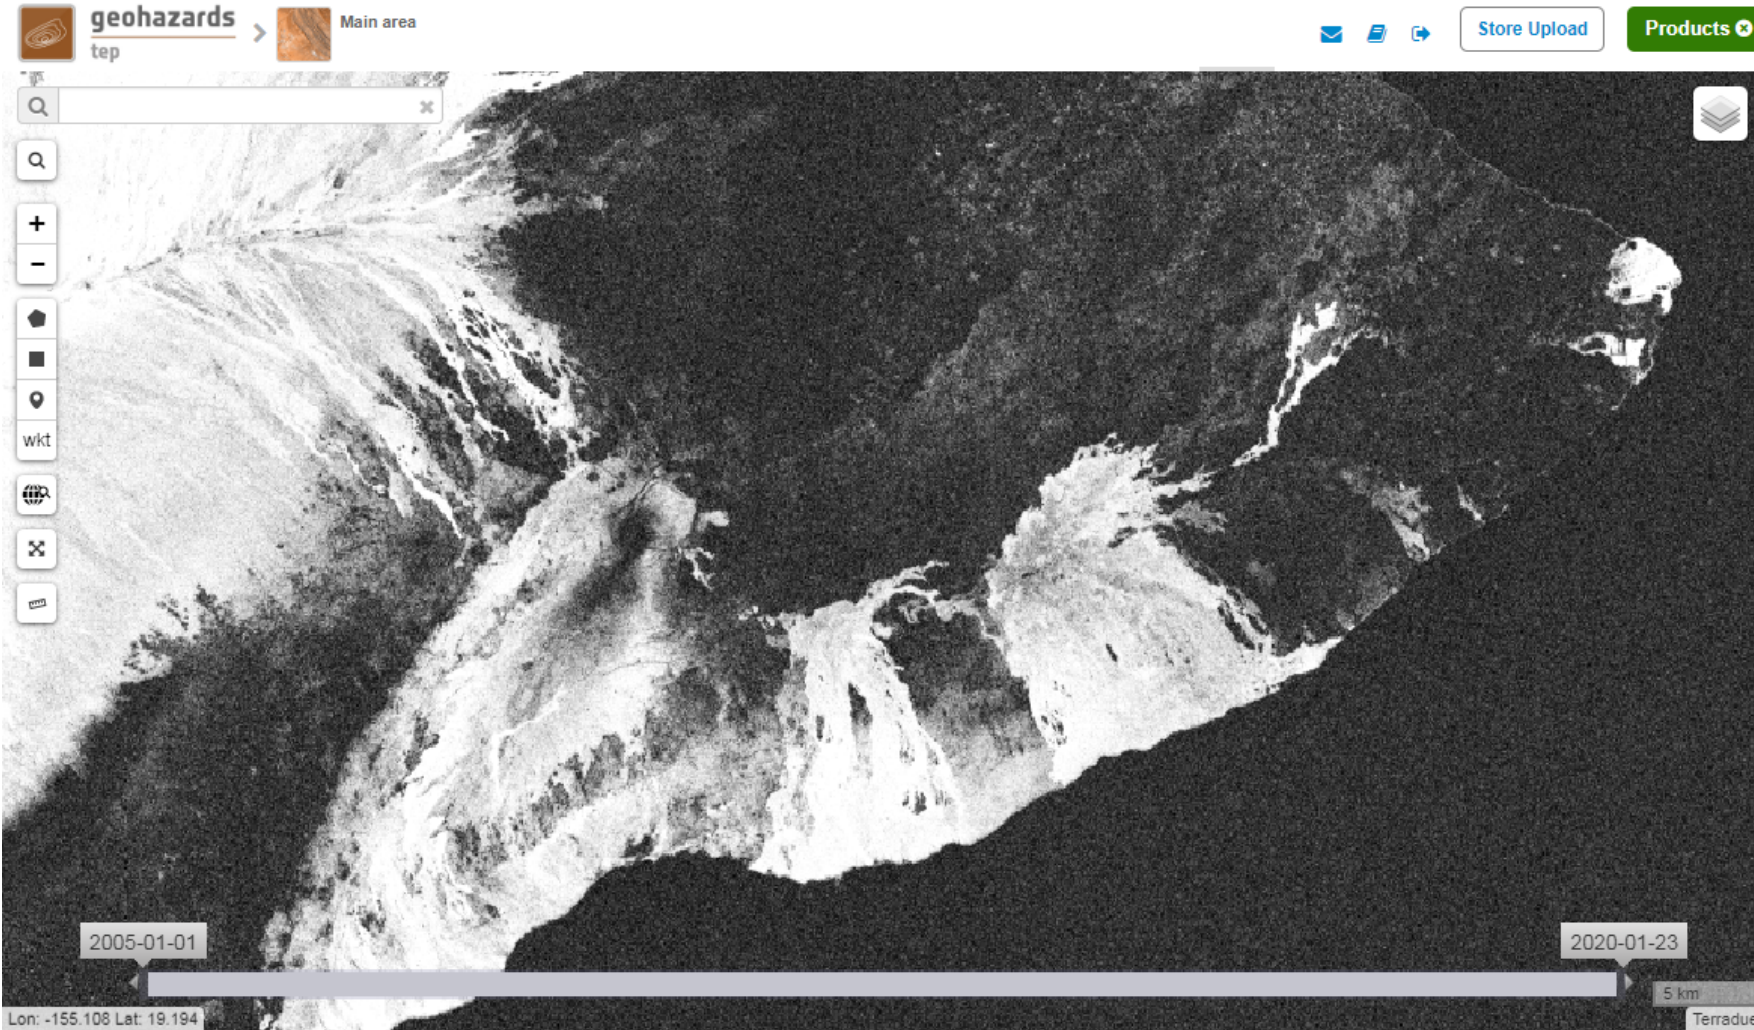 geohazards
tep
Main area
Store Upload
Products
wkt
2005-01-01
2020-01-23
5 km
Lon: -155.108 Lat: 19.194
Terradue